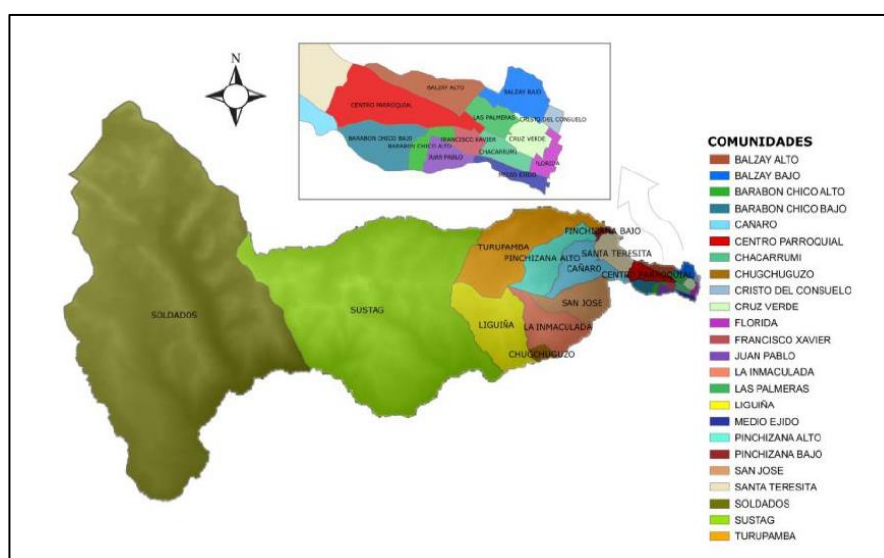 N
BALZAY ALTO
BALZAY BAJO
CENTRO PARROQUIAL
LAS PALMERAS
CRISTO DEL CONSUELO
BARABON CHICO BAJO
FRANCISCO XAVIER
CRUZ VERDE
BARABON CHICO ALTO
CHACARRUMI
JUAN PABLO
FLORIDA
MEDIO EJIDO
PINCHIZANA BAJO
TURUPAMBA
SANTA TERESITA
PINCHIZANA ALTO
CAÑARO
CENTRO PARROQUIAL
SAN JOSE
SOLDADOS
SUSTAG
LIGUIÑA
LA INMACULADA
CHUGCHUGUZO
COMUNIDADES
BALZAY ALTO
BALZAY BAJO
BARABON CHICO ALTO
BARABON CHICO BAJO
CAÑARO
CENTRO PARROQUIAL
CHACARRUMI
CHUGCHUGUZO
CRISTO DEL CONSUELO
CRUZ VERDE
FLORIDA
FRANCISCO XAVIER
JUAN PABLO
LA INMACULADA
LAS PALMERAS
LIGUIÑA
MEDIO EJIDO
PINCHIZANA ALTO
PINCHIZANA BAJO
SAN JOSE
SANTA TERESITA
SOLDADOS
SUSTAG
TURUPAMBA